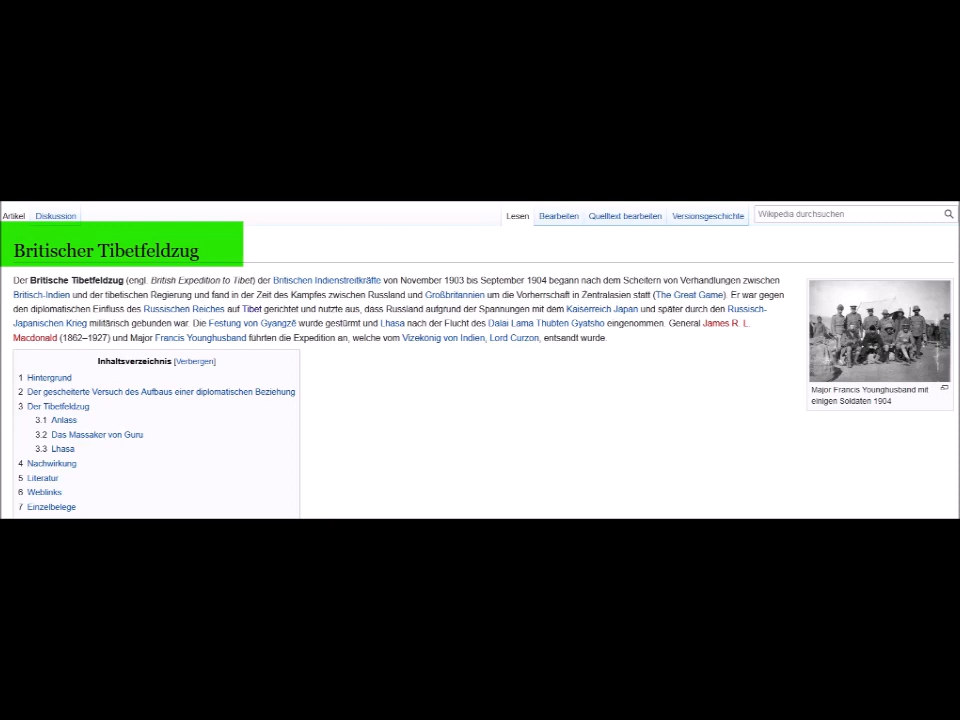 Artikel Diskussion Lesen Bearbeiten Quelltext bearbeiten Versionsgeschichte Wikipedia durchsuchen
Britischer Tibetfeldzug
Der Britische Tibetfeldzug (engl. British Expedition to Tibet) der Britischen Indienstreitkräfte von November 1903 bis September 1904 begann nach dem Scheitern von Verhandlungen zwischen
Britisch-Indien und der tibetischen Regierung und fand in der Zeit des Kampfes zwischen Russland und Großbritannien um die Vorherrschaft in Zentralasien statt (The Great Game). Er war gegen
den diplomatischen Einfluss des Russischen Reiches auf Tibet gerichtet und nutzte aus, dass Russland aufgrund der Spannungen mit dem Kaiserreich Japan und später durch den Russisch-
Japanischen Krieg militärisch gebunden war. Die Festung von Gyangzê wurde gestürmt und Lhasa nach der Flucht des Dalai Lama Thubten Gyatsho eingenommen. General James R. L.
Macdonald (1862–1927) und Major Francis Younghusband führten die Expedition an, welche vom Vizekönig von Indien, Lord Curzon, entsandt wurde.
Major Francis Younghusband mit
einigen Soldaten 1904
Inhaltsverzeichnis [Verbergen]
1 Hintergrund
2 Der gescheiterte Versuch des Aufbaus einer diplomatischen Beziehung
3 Der Tibetfeldzug
3.1 Anlass
3.2 Das Massaker von Guru
3.3 Lhasa
4 Nachwirkung
5 Literatur
6 Weblinks
7 Einzelbelege